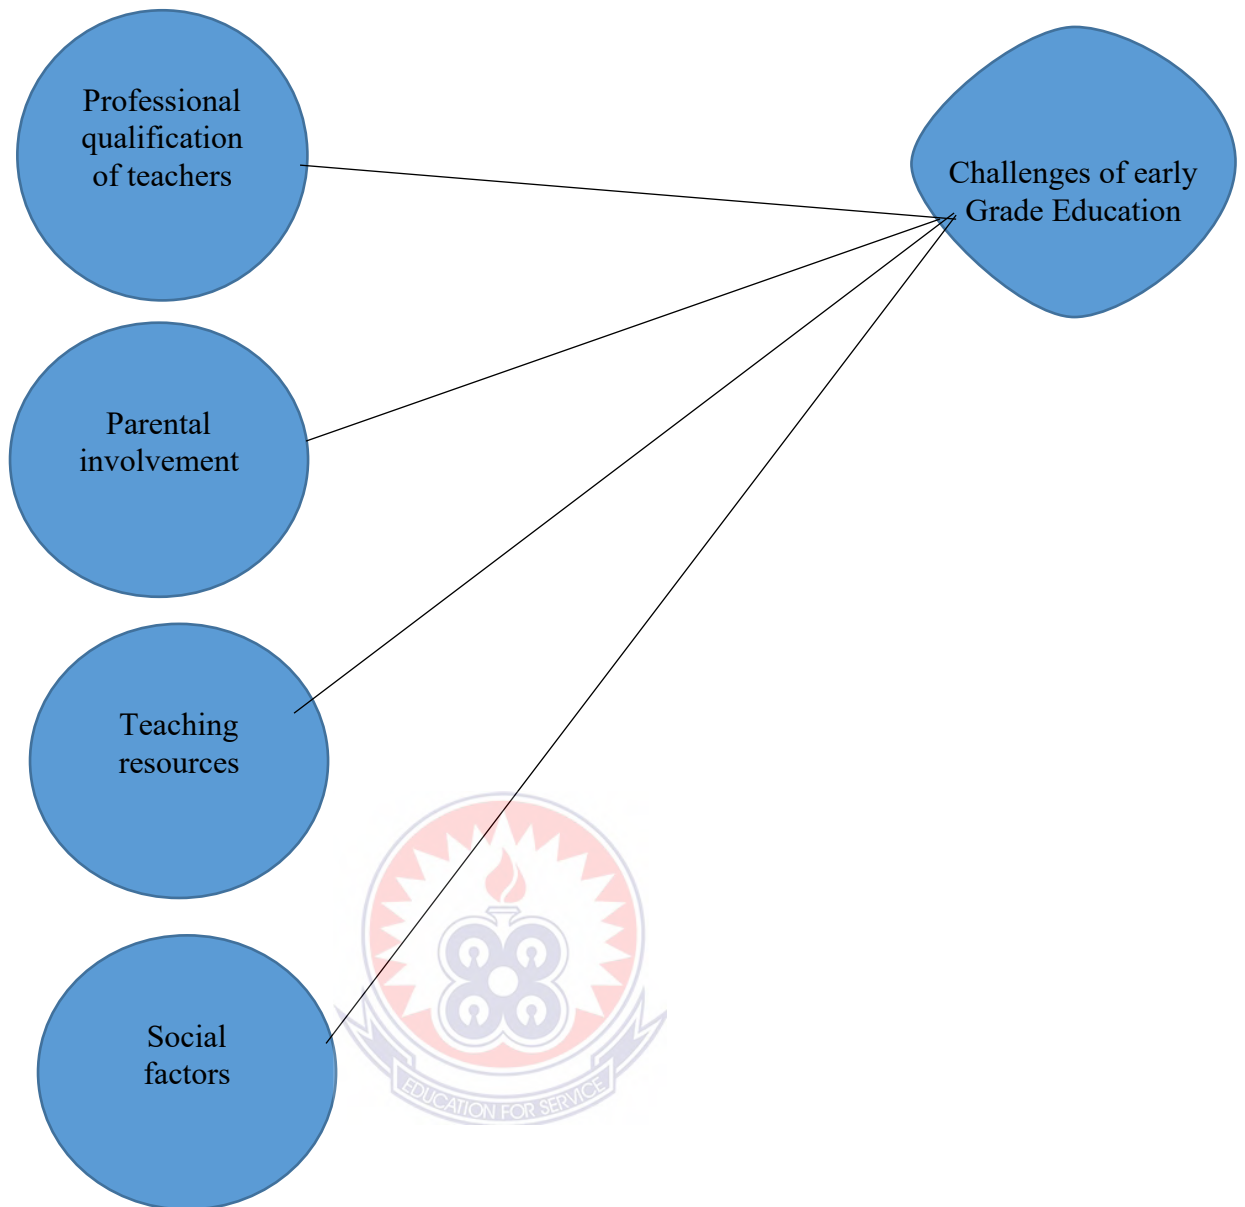 Professional
qualification
of teachers
Challenges of early
Grade Education
Parental
involvement
Teaching
resources
Social
factors
EDUCATION FOR SERVICE